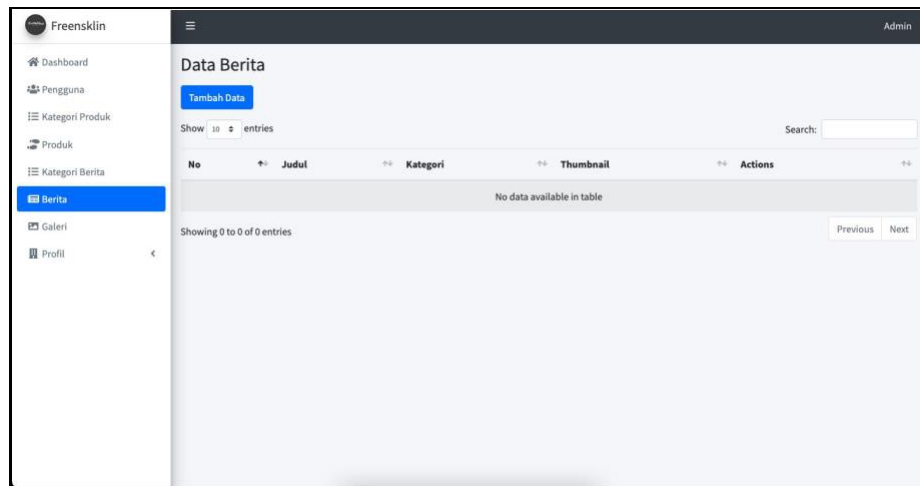 Freensklin
Admin
Dashboard
Pengguna
Kategori Produk
Produk
Kategori Berita
Berita
Galeri
Profil
Data Berita
Tambah Data
Show 10 entries
Search:
No Judul Kategori Thumbnail Actions
No data available in table
Showing 0 to 0 of 0 entries
Previous Next